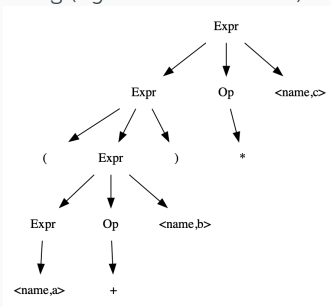 Expr
Expr Op <name,c>
( Expr ) *
Expr Op <name,b>
<name,a> +